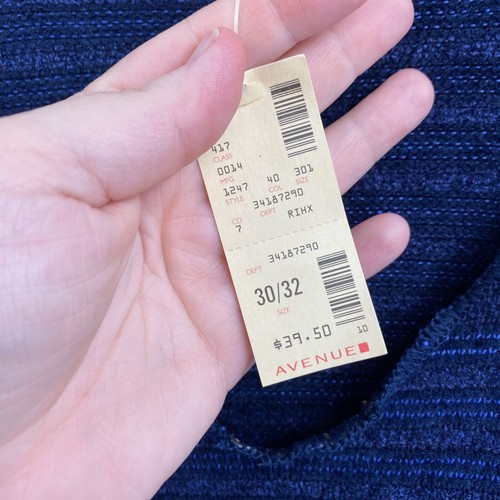 417
CLASS
0014
MFG
1247 40 301
STYLE COL SIZE
34187290
CD DEPT RIHX
7
34187290
DEPT
30/32
SIZE
$39.50 10
AVENUE